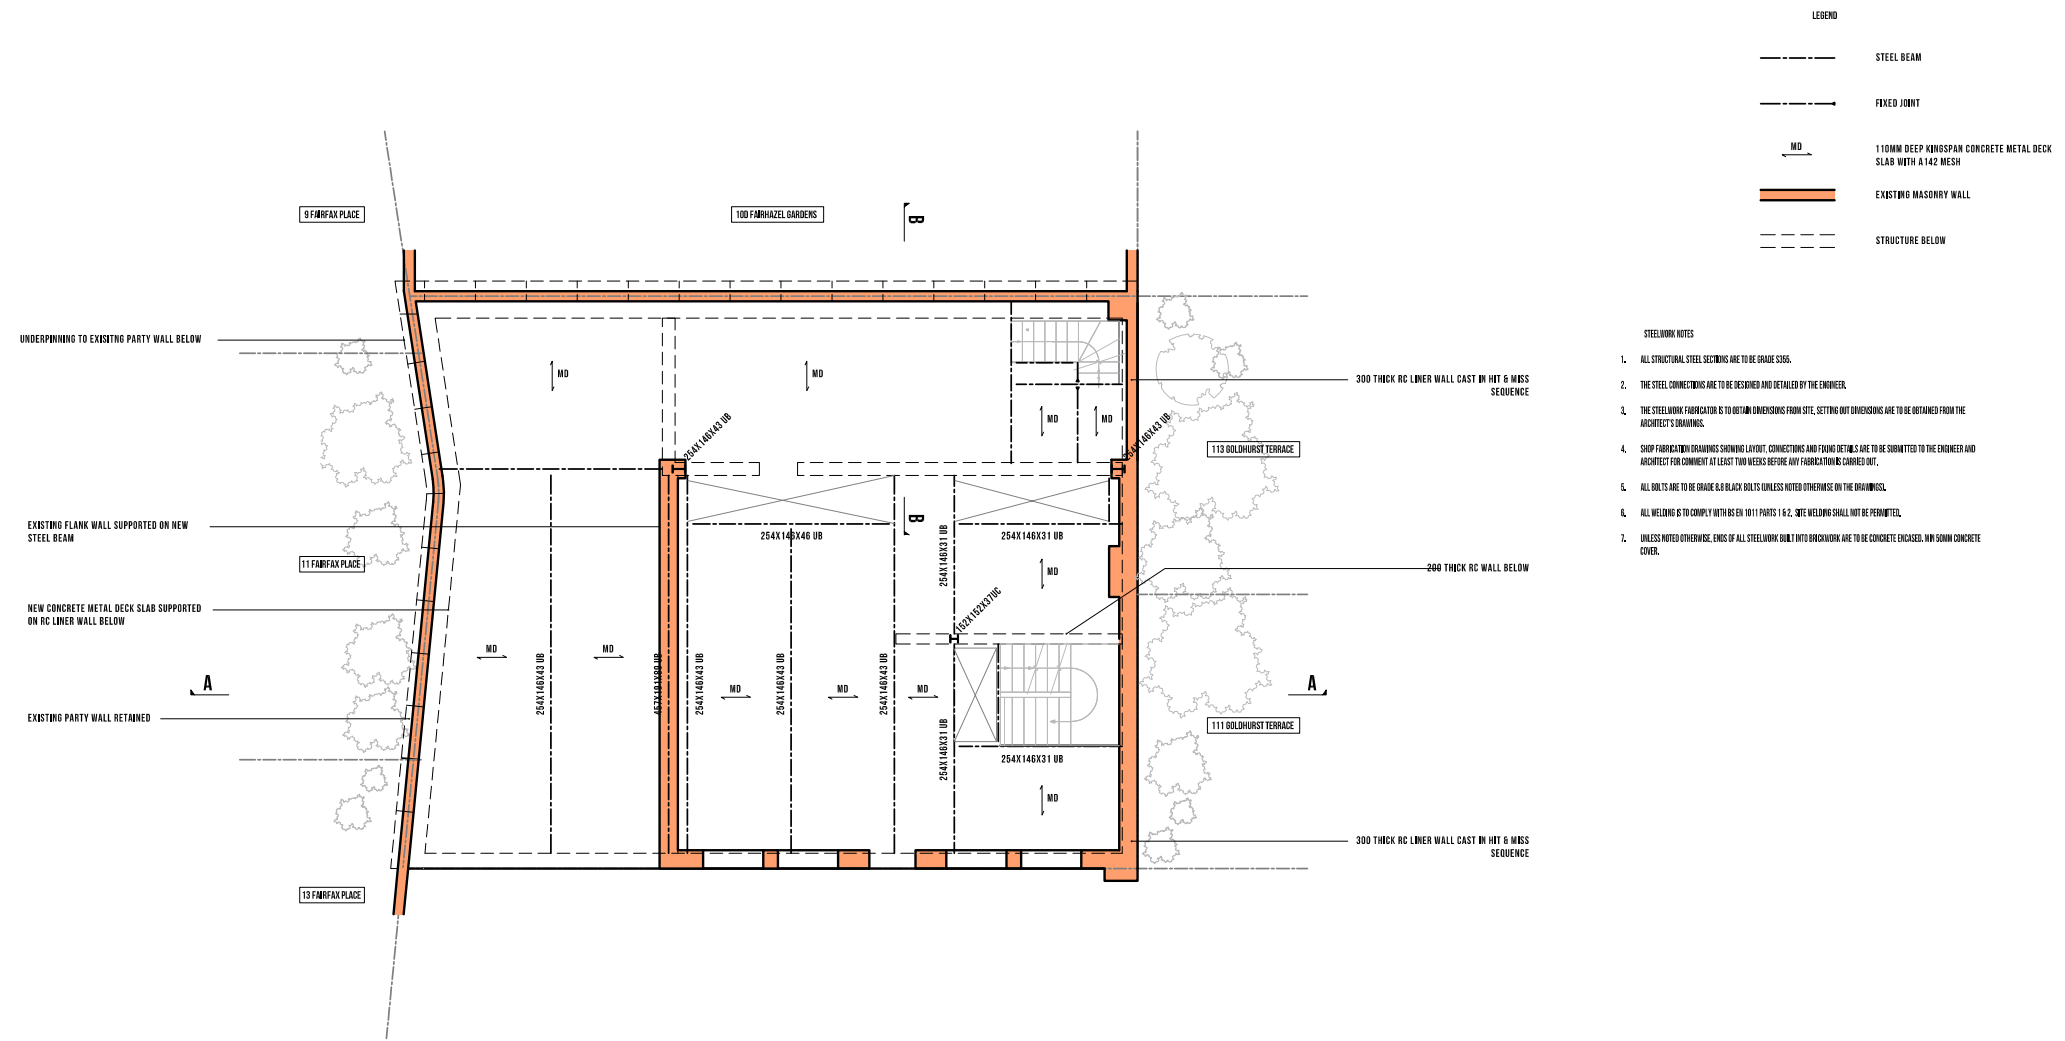 LEGEND
STEEL BEAM
FIXED JOINT
MD
110MM DEEP KINGSPAN CONCRETE METAL DECK
SLAB WITH A142 MESH
EXISTING MASONRY WALL
STRUCTURE BELOW
9 FAIRFAX PLACE
10D FAIRHAZEL GARDENS
B
UNDERPINNING TO EXISITNG PARTY WALL BELOW
MD
MD
MD
MD
254X146X43 UB
254X146X43 UB
300 THICK RC LINER WALL CAST IN HIT & MISS
SEQUENCE
113 GOLDHURST TERRACE
EXISTING FLANK WALL SUPPORTED ON NEW
STEEL BEAM
B
254X146X46 UB
254X146X31 UB
254X146X31 UB
MD
11 FAIRFAX PLACE
200 THICK RC WALL BELOW
NEW CONCRETE METAL DECK SLAB SUPPORTED
ON RC LINER WALL BELOW
152X152X37UC
MD
MD
254X146X43 UB
254X146X43 UB
254X146X43 UB
254X146X43 UB
MD
MD
MD
A
A
EXISTING PARTY WALL RETAINED
111 GOLDHURST TERRACE
254X146X31 UB
254X146X31 UB
MD
300 THICK RC LINER WALL CAST IN HIT & MISS
SEQUENCE
13 FAIRFAX PLACE
STEELWORK NOTES
1. ALL STRUCTURAL STEEL SECTIONS ARE TO BE GRADE S355.
2. THE STEEL CONNECTIONS ARE TO BE DESIGNED AND DETAILED BY THE ENGINEER.
3. THE STEELWORK FABRICATOR IS TO OBTAIN DIMENSIONS FROM SITE, SETTING OUT DIMENSIONS ARE TO BE OBTAINED FROM THE
ARCHITECT'S DRAWINGS.
4. SHOP FABRICATION DRAWINGS SHOWING LAYOUT, CONNECTIONS AND FIXING DETAILS ARE TO BE SUBMITTED TO THE ENGINEER AND
ARCHITECT FOR COMMENT AT LEAST TWO WEEKS BEFORE ANY FABRICATION IS CARRIED OUT.
5. ALL BOLTS ARE TO BE GRADE 8.8 BLACK BOLTS (UNLESS NOTED OTHERWISE ON THE DRAWINGS).
6. ALL WELDING IS TO COMPLY WITH BS EN 1011 PARTS 1 & 2. SITE WELDING SHALL NOT BE PERMITTED.
7. UNLESS NOTED OTHERWISE, ENDS OF ALL STEELWORK BUILT INTO BRICKWORK ARE TO BE CONCRETE ENCASED. MIN 50MM CONCRETE
COVER.